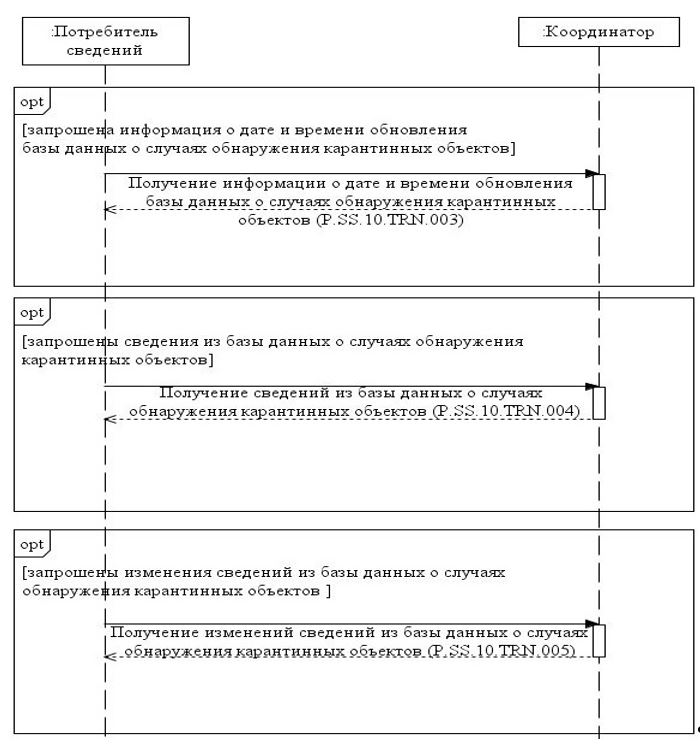 :Потребитель
сведений
:Координатор
opt
[запрошена информация о дате и времени обновления
базы данных о случаях обнаружения карантинных объектов]
Получение информации о дате и времени обновления
базы данных о случаях обнаружения карантинных
объектов (P.SS.10.TRN.003)
opt
[запрошены сведения из базы данных о случаях обнаружения
карантинных объектов]
Получение сведений из базы данных о случаях
обнаружения карантинных объектов (P.SS.10.TRN.004)
opt
[запрошены изменения сведений из базы данных о случаях
обнаружения карантинных объектов ]
Получение изменений сведений из базы данных о случаях
обнаружения карантинных объектов (P.SS.10.TRN.005)